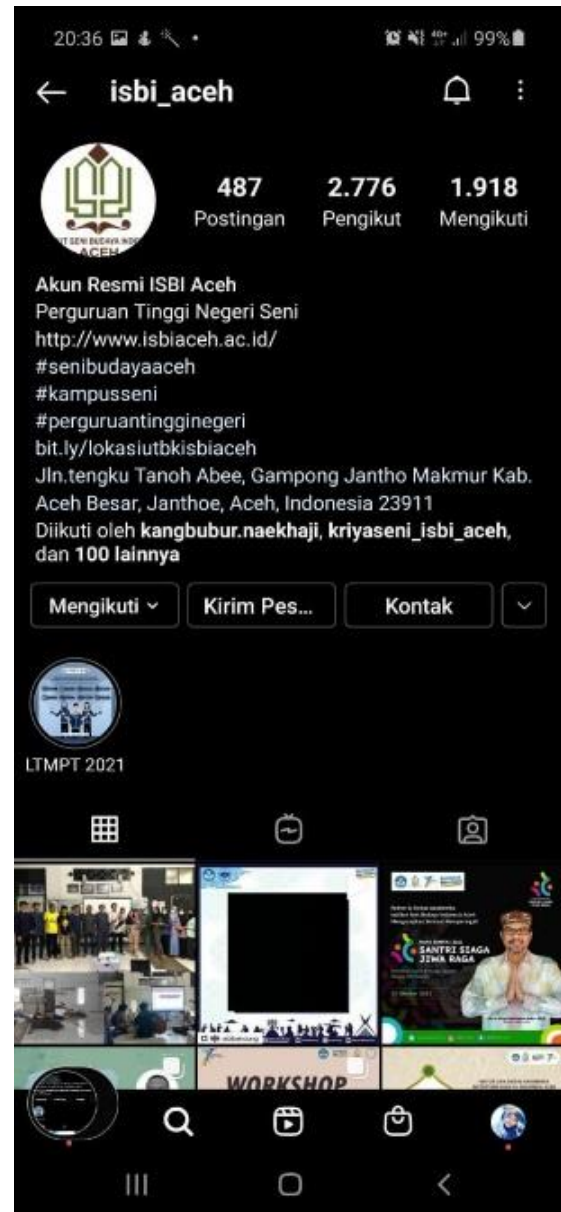 20:36
99%
isbi_aceh
487
2.776
1.918
Postingan
Pengikut
Mengikuti
ACEH
Akun Resmi ISBI Aceh
Perguruan Tinggi Negeri Seni
http://www.isbiaceh.ac.id/
#senibudayaaceh
#kampusseni
#perguruantingginegeri
bit.ly/lokasiutbkisbiaceh
Jln.tengku Tanoh Abee, Gampong Jantho Makmur Kab.
Aceh Besar, Janthoe, Aceh, Indonesia 23911
Diikuti oleh kangbubur.naekhaji, kriyaseni_isbi_aceh,
dan 100 lainnya
Mengikuti
Kirim Pes...
Kontak
LTMPT 2021
SANTRI SIAGA
JIWA RAGA
WORKSHOP